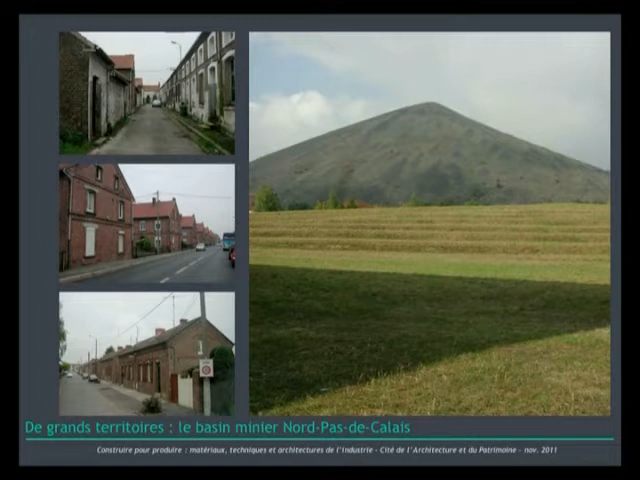 De grands territoires : le basin minier Nord-Pas-de-Calais
Construire pour produire : matériaux, techniques et architectures de l'industrie - Cité de l'Architecture et du Patrimoine - nov. 2011